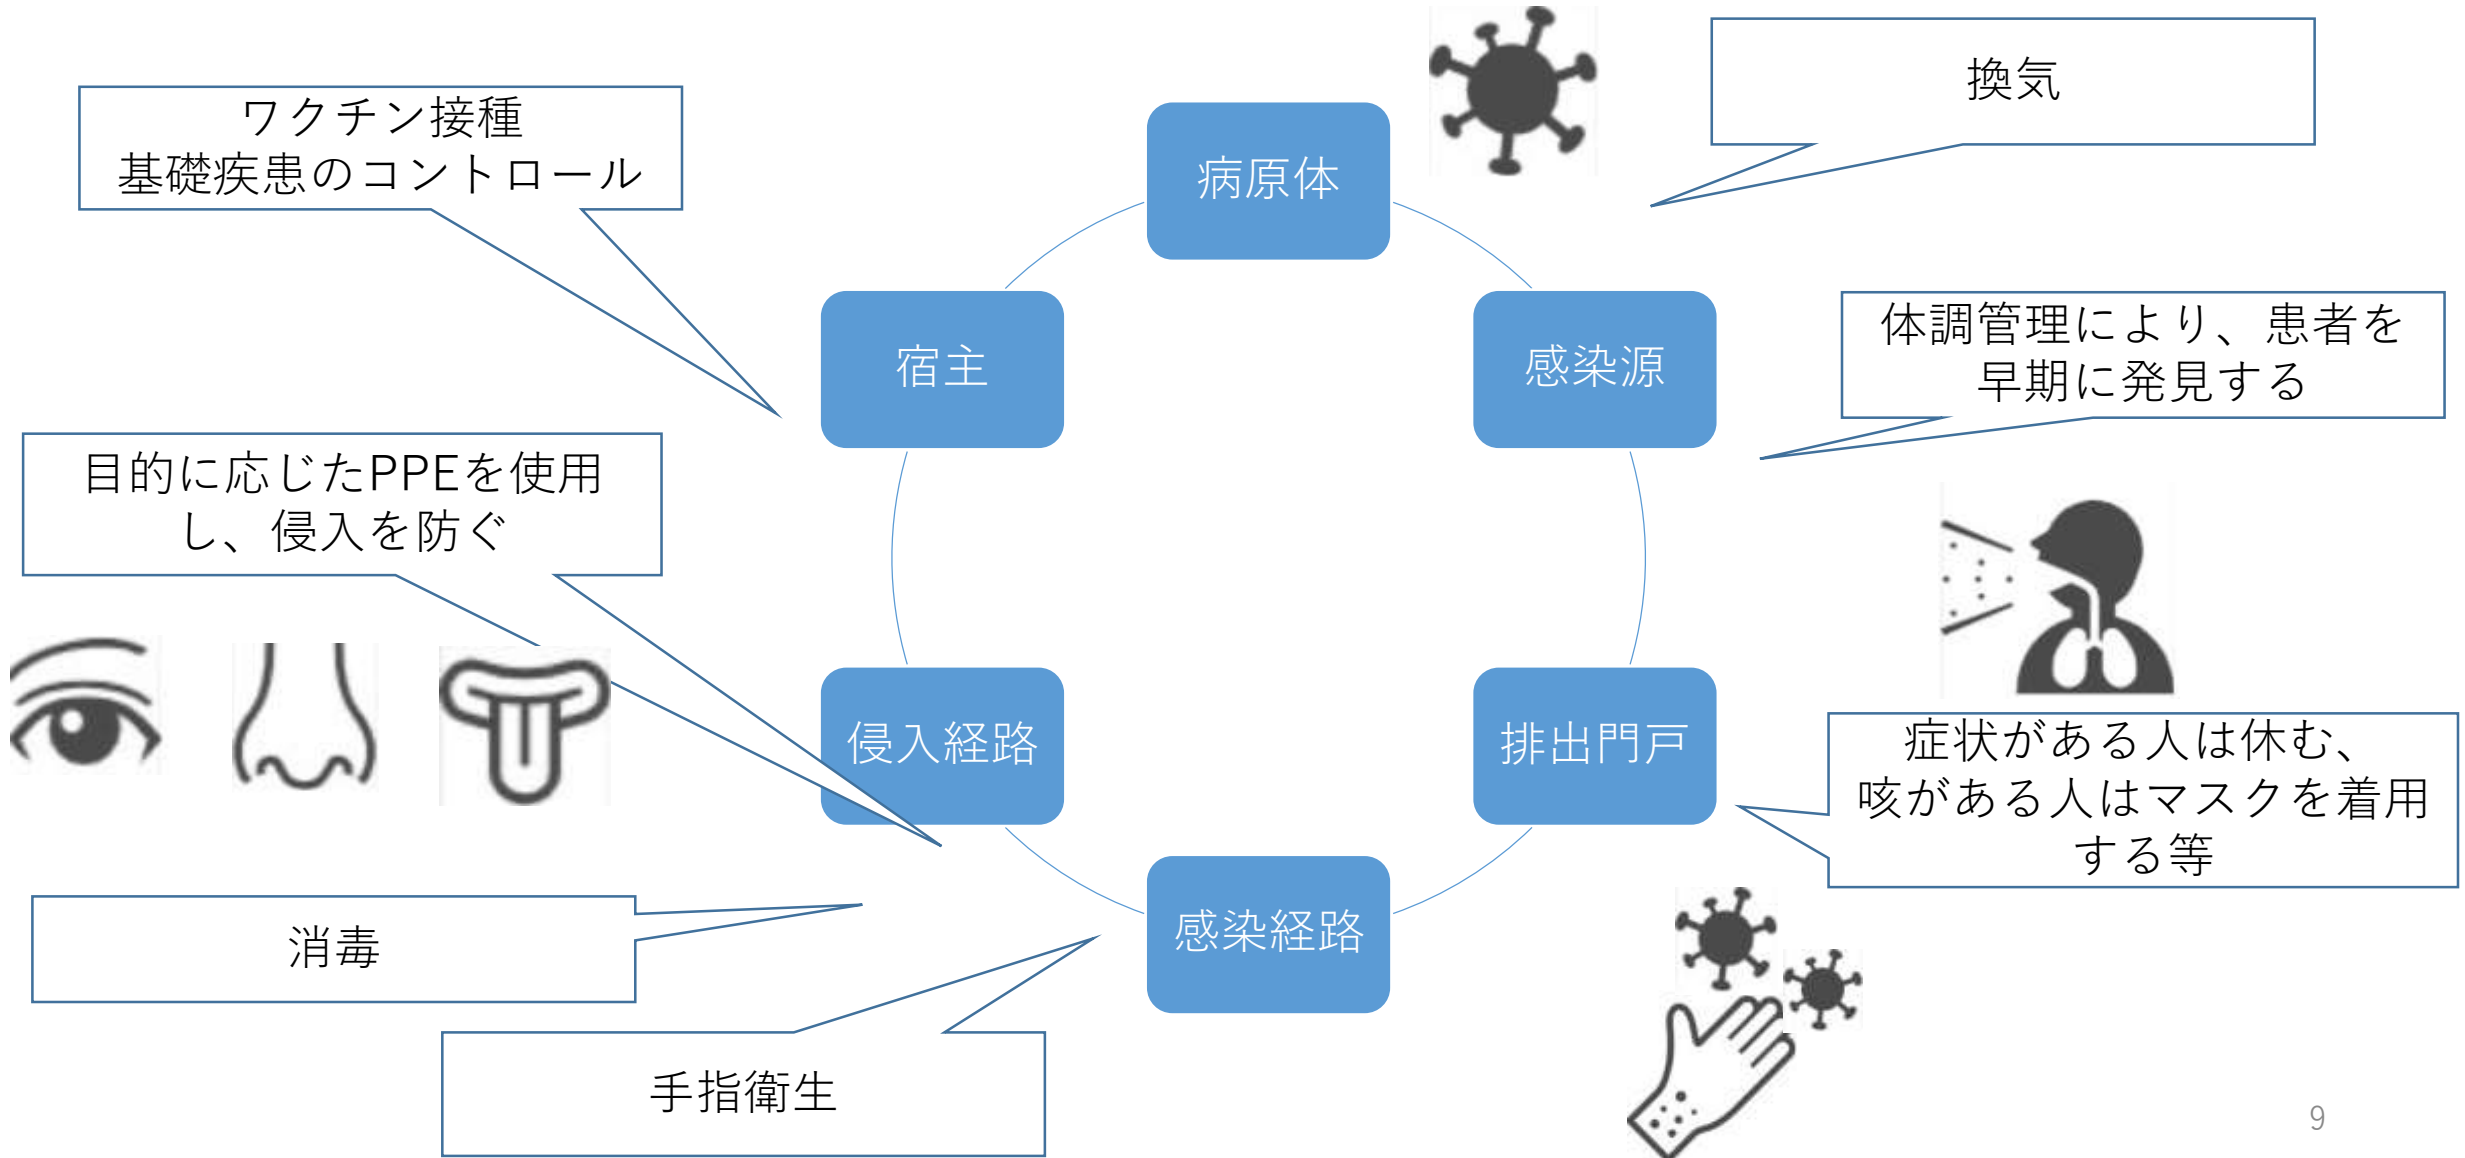 換気
ワクチン接種
基礎疾患のコントロール
病原体
体調管理により、患者を
早期に発見する
宿主
感染源
目的に応じたPPEを使用
し、侵入を防ぐ
侵入経路
排出門戸
症状がある人は休む、
咳がある人はマスクを着用
する等
感染経路
消毒
手指衛生
9